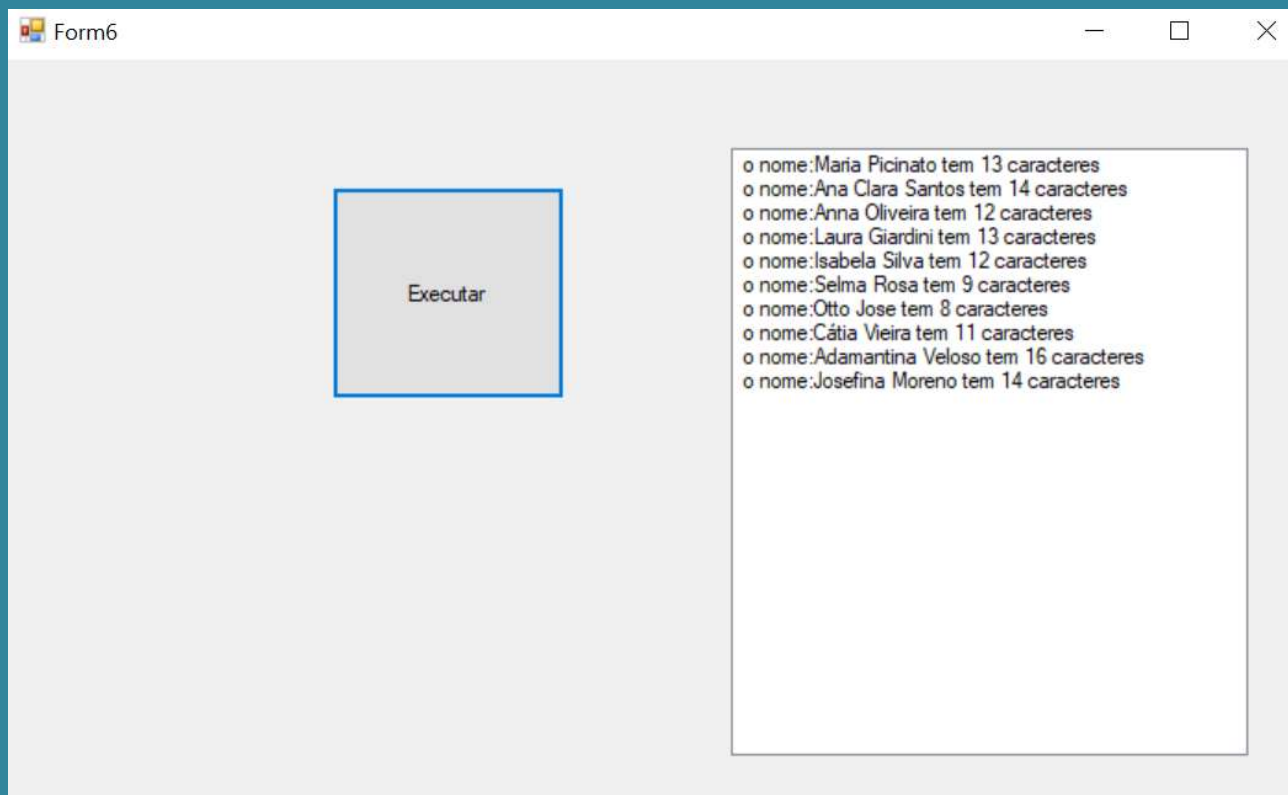 Form6
Executar
o nome:Maria Picinato tem 13 caracteres
o nome:Ana Clara Santos tem 14 caracteres
o nome:Anna Oliveira tem 12 caracteres
o nome:Laura Giardini tem 13 caracteres
o nome:Isabela Silva tem 12 caracteres
o nome:Selma Rosa tem 9 caracteres
o nome:Otto Jose tem 8 caracteres
o nome:Cátia Vieira tem 11 caracteres
o nome:Adamantina Veloso tem 16 caracteres
o nome:Josefina Moreno tem 14 caracteres